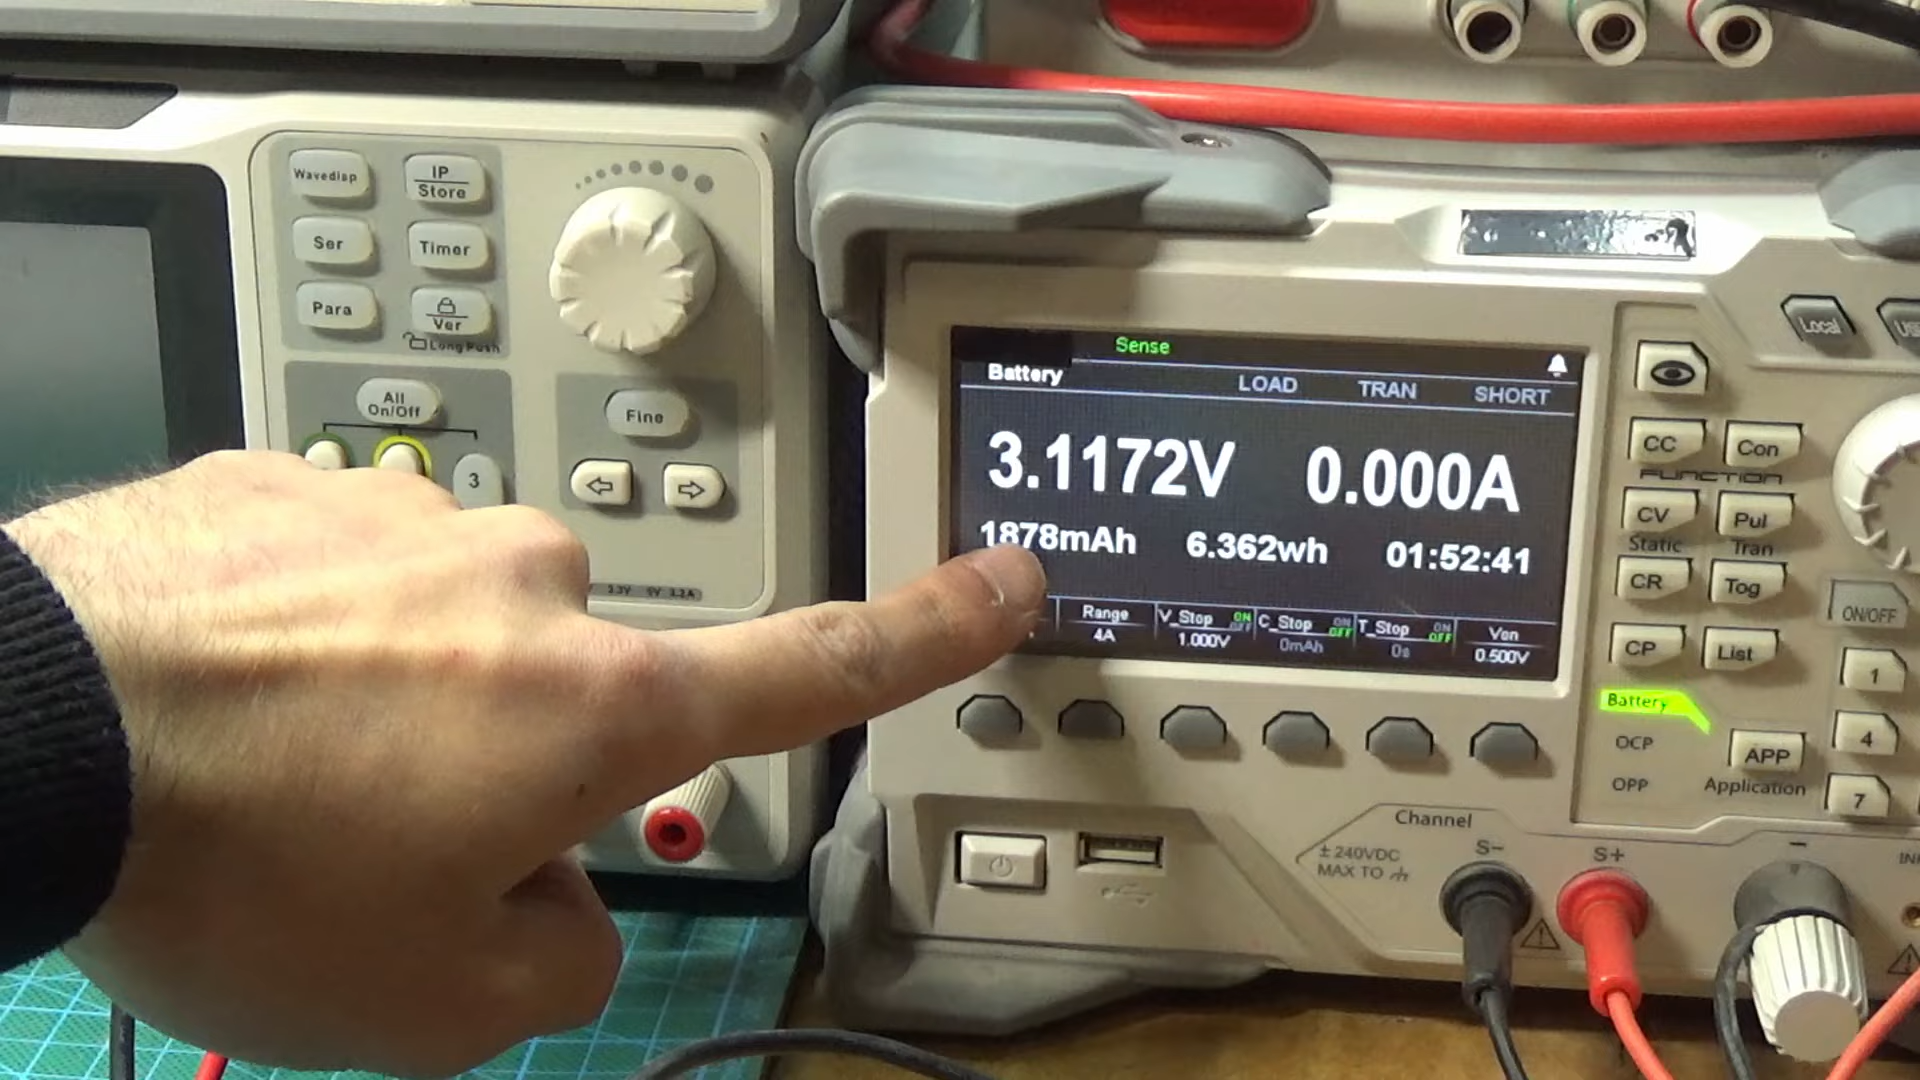 Wavedisp
IP
Store
Ser
Timer
Para
Ver
Long Push
All
On/Off
3
Fine
3.3V 5V 3.2A
Sense
Battery
LOAD
TRAN
SHORT
3.1172V
0.000A
1878mAh
6.362wh
01:52:41
Range
4A
V_Stop
ON
OFF
1.000V
C_Stop
ON
OFF
0mAh
T_Stop
ON
OFF
0s
Von
0.500V
Local
CC
Con
FUNCTION
CV
Pul
Static
Tran
CR
Tog
ON/OFF
CP
List
1
Battery
OCP
APP
4
OPP
Application
7
Channel
±240VDC
MAX TO
S-
S+
−